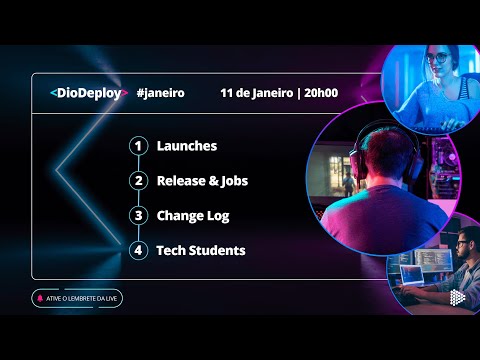 <DioDeploy> #janeiro 11 de Janeiro | 20h00
1 Launches
2 Release & Jobs
3 Change Log
4 Tech Students
ATIVE O LEMBRETE DA LIVE